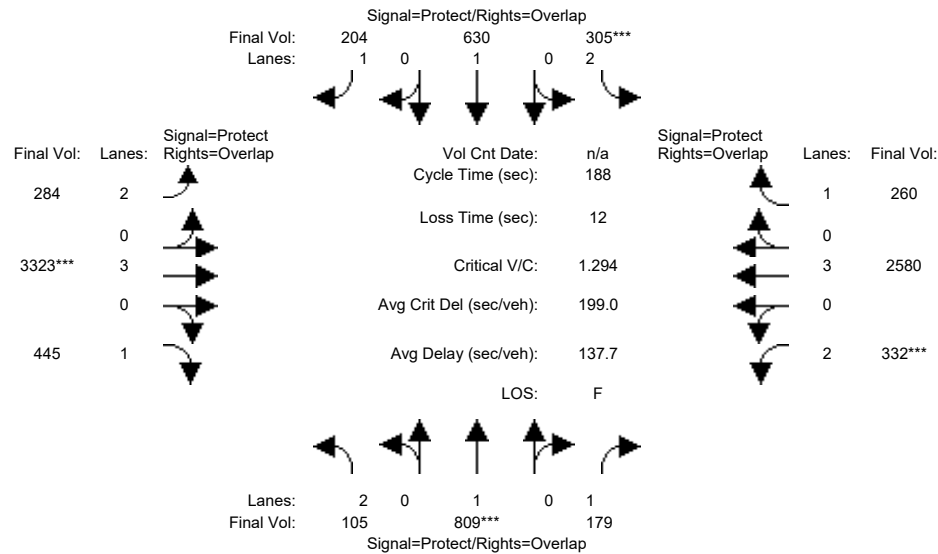 Signal=Protect/Rights=Overlap
Final Vol: 204 630 305***
Lanes: 1 0 1 0 2
Signal=Protect
Final Vol: Lanes: Rights=Overlap
Vol Cnt Date: n/a
Signal=Protect
Rights=Overlap Lanes: Final Vol:
Cycle Time (sec): 188
284 2
1 260
Loss Time (sec): 12
0
0
3323*** 3
Critical V/C: 1.294
3 2580
0
Avg Crit Del (sec/veh): 199.0
0
445 1
Avg Delay (sec/veh): 137.7
2 332***
LOS: F
Lanes: 2 0 1 0 1
Final Vol: 105 809*** 179
Signal=Protect/Rights=Overlap